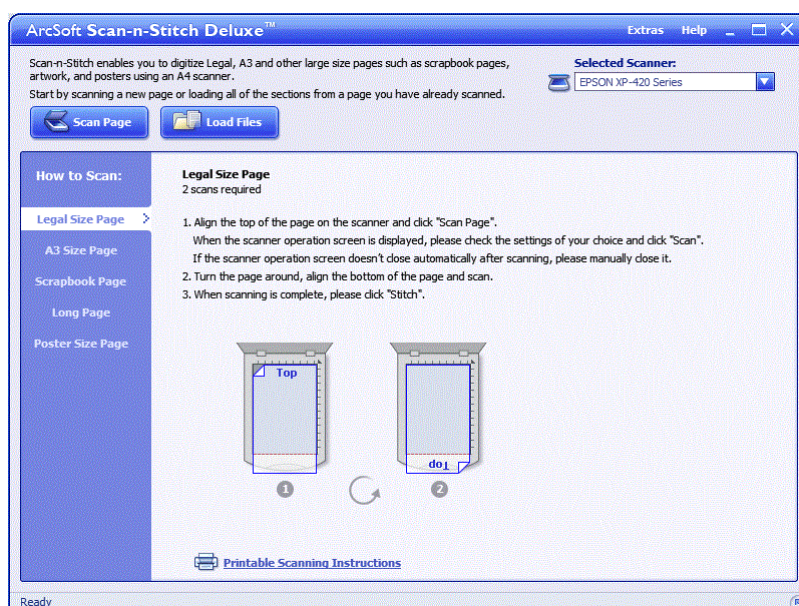 ArcSoft Scan-n-Stitch Deluxe™
Extras Help
Scan-n-Stitch enables you to digitize Legal, A3 and other large size pages such as scrapbook pages,
artwork, and posters using an A4 scanner.
Start by scanning a new page or loading all of the sections from a page you have already scanned.
Selected Scanner:
EPSON XP-420 Series
Scan Page
Load Files
How to Scan:
Legal Size Page
A3 Size Page
Scrapbook Page
Long Page
Poster Size Page
Legal Size Page
2 scans required
1. Align the top of the page on the scanner and click "Scan Page".
When the scanner operation screen is displayed, please check the settings of your choice and click "Scan".
If the scanner operation screen doesn't close automatically after scanning, please manually close it.
2. Turn the page around, align the bottom of the page and scan.
3. When scanning is complete, please click "Stitch".
Top
Top
1
2
Printable Scanning Instructions
Ready